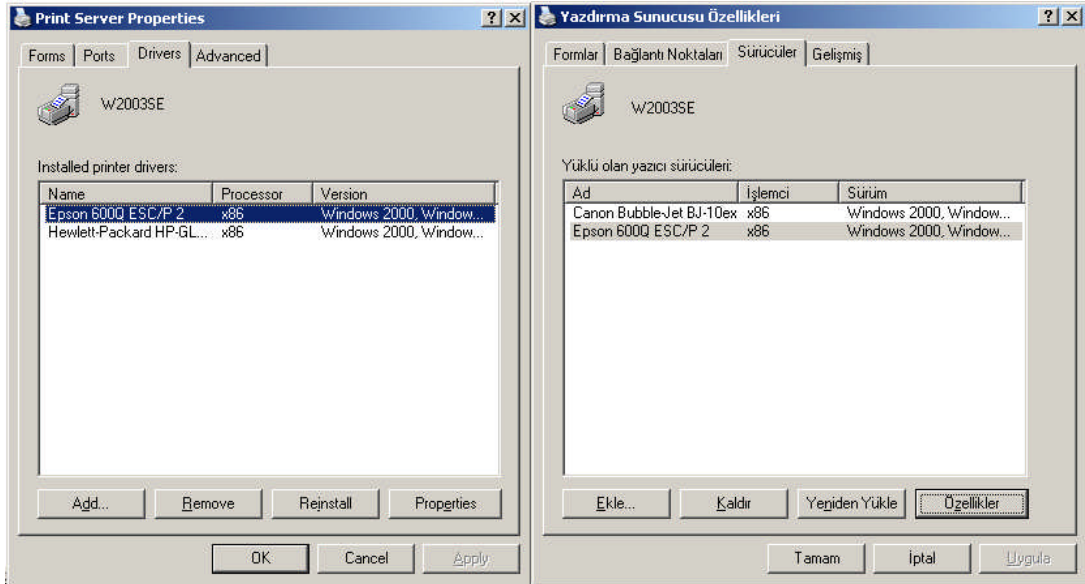 Print Server Properties
Forms Ports Drivers Advanced
W2003SE
Installed printer drivers:
Name Processor Version
Epson 600Q ESC/P 2 x86 Windows 2000, Window...
Hewlett-Packard HP-GL... x86 Windows 2000, Window...
Add... Remove Reinstall Properties
OK Cancel Apply
Yazdırma Sunucusu Özellikleri
Formlar Bağlantı Noktaları Sürücüler Gelişmiş
W2003SE
Yüklü olan yazıcı sürücüleri:
Ad İşlemci Sürüm
Canon Bubble-Jet BJ-10ex x86 Windows 2000, Window...
Epson 600Q ESC/P 2 x86 Windows 2000, Window...
Ekle... Kaldır Yeniden Yükle Özellikler
Tamam İptal Uygula